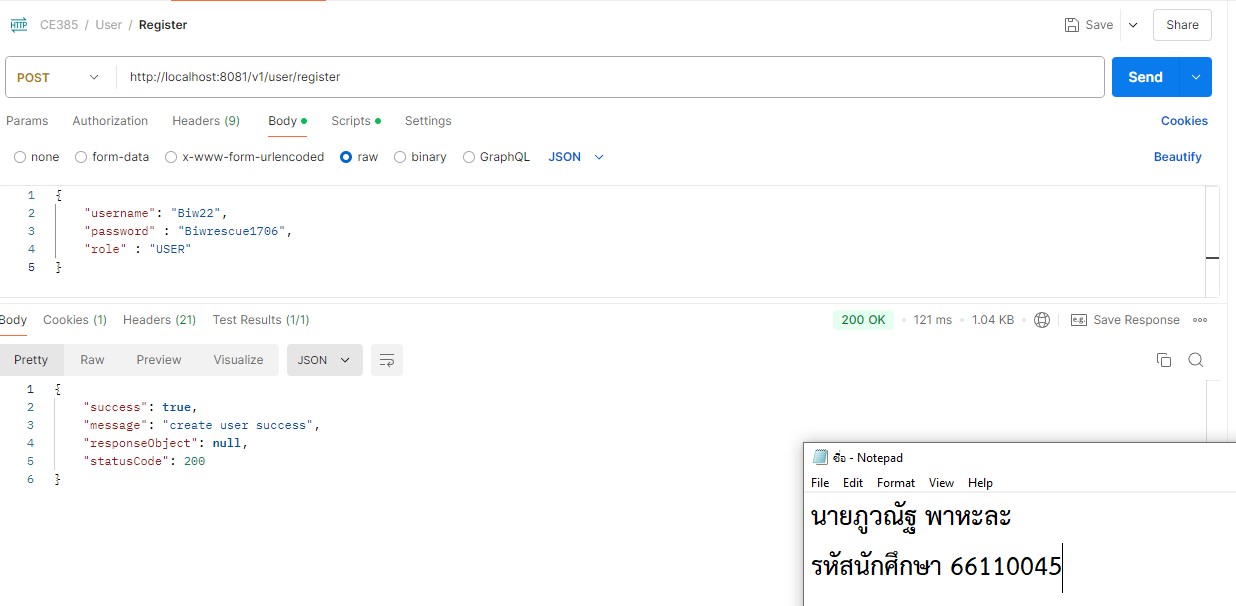 HTTP CE385 / User / Register Save Share
POST http://localhost:8081/v1/user/register Send
Params Authorization Headers (9) Body Scripts Settings Cookies
none form-data x-www-form-urlencoded raw binary GraphQL JSON Beautify
1 {
2 "username": "Biw22",
3 "password" : "Biwrescue1706",
4 "role" : "USER"
5 }
Body Cookies (1) Headers (21) Test Results (1/1) 200 OK 121 ms 1.04 KB e.g. Save Response
Pretty Raw Preview Visualize JSON
1 {
2 "success": true,
3 "message": "create user success",
4 "responseObject": null,
5 "statusCode": 200
6 }
ชื่อ - Notepad
File Edit Format View Help
นายภูวณัฐ พาหะละ
รหัสนักศึกษา 66110045